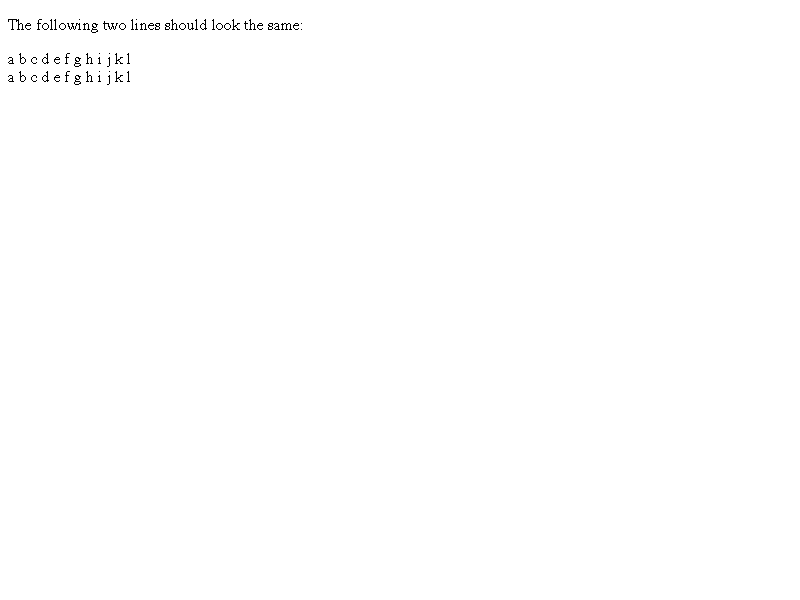 The following two lines should look the same:
a b c d e f g h i j k l
a b c d e f g h i j k l